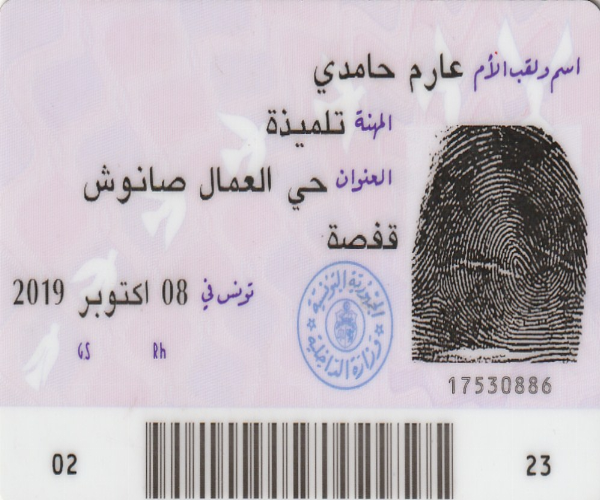 اسم ولقب الأم عارم حامدي
المهنة تلميذة
العنوان حي العمال صانوش
قفصة
تونس في 08 اكتوبر 2019
GS Rh
الجمهورية التونسية
وزارة الداخلية
17530886
02 23